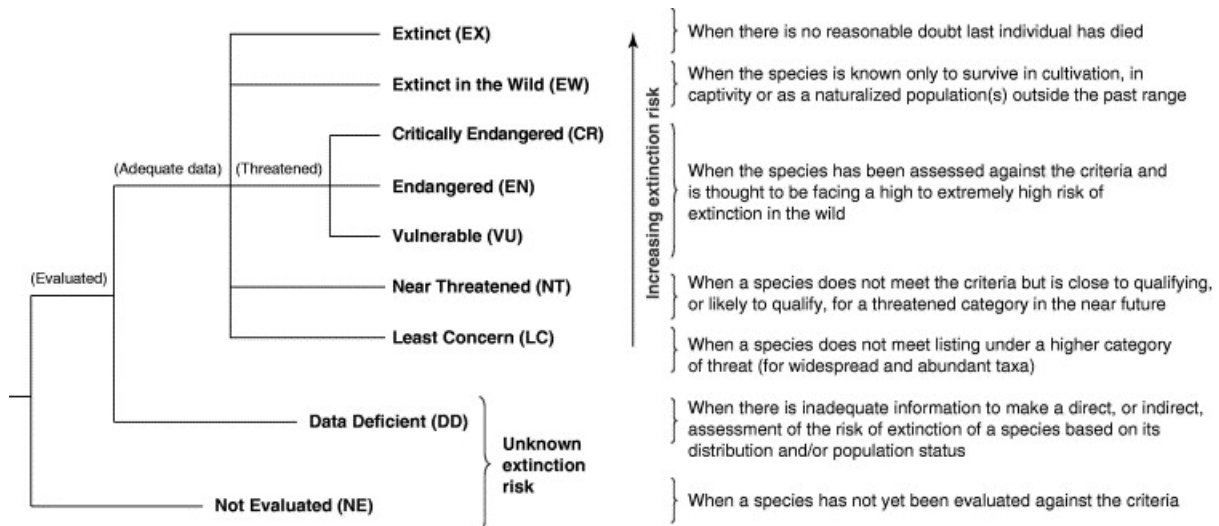 Extinct (EX)
When there is no reasonable doubt last individual has died
Extinct in the Wild (EW)
When the species is known only to survive in cultivation, in
captivity or as a naturalized population(s) outside the past range
Critically Endangered (CR)
(Adequate data)
(Threatened)
Endangered (EN)
When the species has been assessed against the criteria and
is thought to be facing a high to extremely high risk of
extinction in the wild
Vulnerable (VU)
Increasing extinction risk
(Evaluated)
Near Threatened (NT)
When a species does not meet the criteria but is close to qualifying,
or likely to qualify, for a threatened category in the near future
Least Concern (LC)
When a species does not meet listing under a higher category
of threat (for widespread and abundant taxa)
Data Deficient (DD)
When there is inadequate information to make a direct, or indirect,
assessment of the risk of extinction of a species based on its
distribution and/or population status
Unknown
extinction
risk
Not Evaluated (NE)
When a species has not yet been evaluated against the criteria